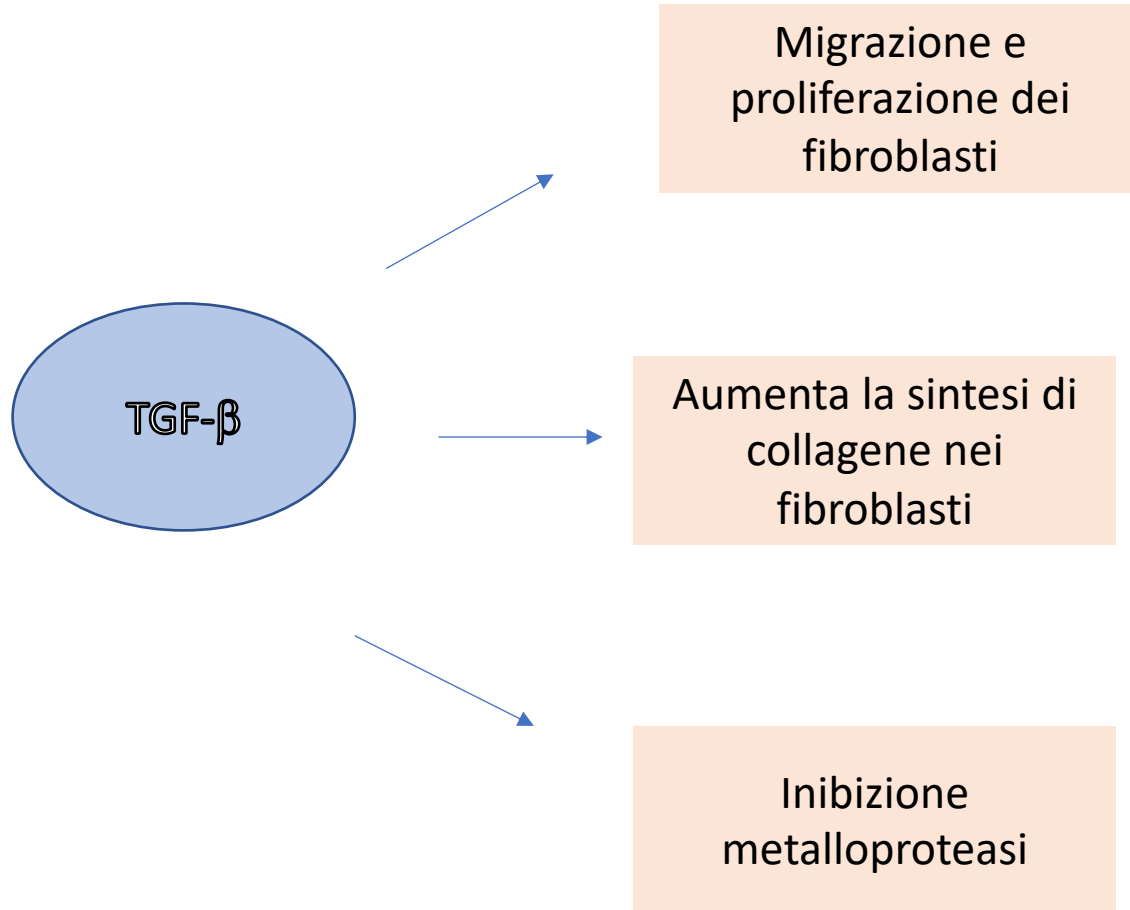 Migrazione e
proliferazione dei
fibroblasti
TGF-β
Aumenta la sintesi di
collagene nei
fibroblasti
Inibizione
metalloproteasi